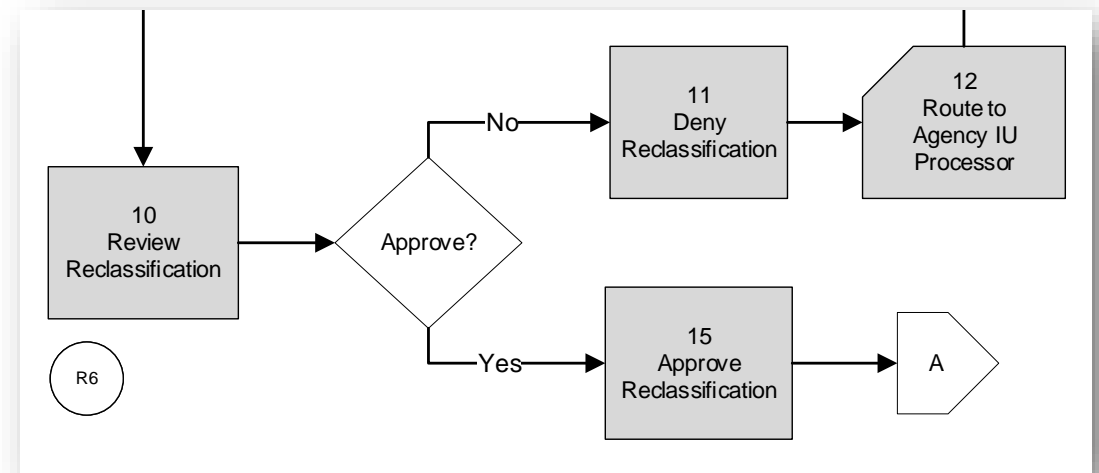 10
Review
Reclassification
R6
Approve?
No
11
Deny
Reclassification
12
Route to
Agency IU
Processor
Yes
15
Approve
Reclassification
A